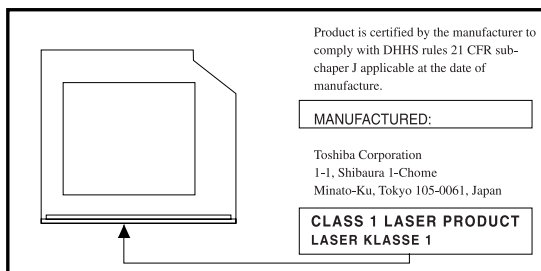 Product is certified by the manufacturer to
comply with DHHS rules 21 CFR sub-
chaper J applicable at the date of
manufacture.
MANUFACTURED:
Toshiba Corporation
1-1, Shibaura 1-Chome
Minato-Ku, Tokyo 105-0061, Japan
CLASS 1 LASER PRODUCT
LASER KLASSE 1